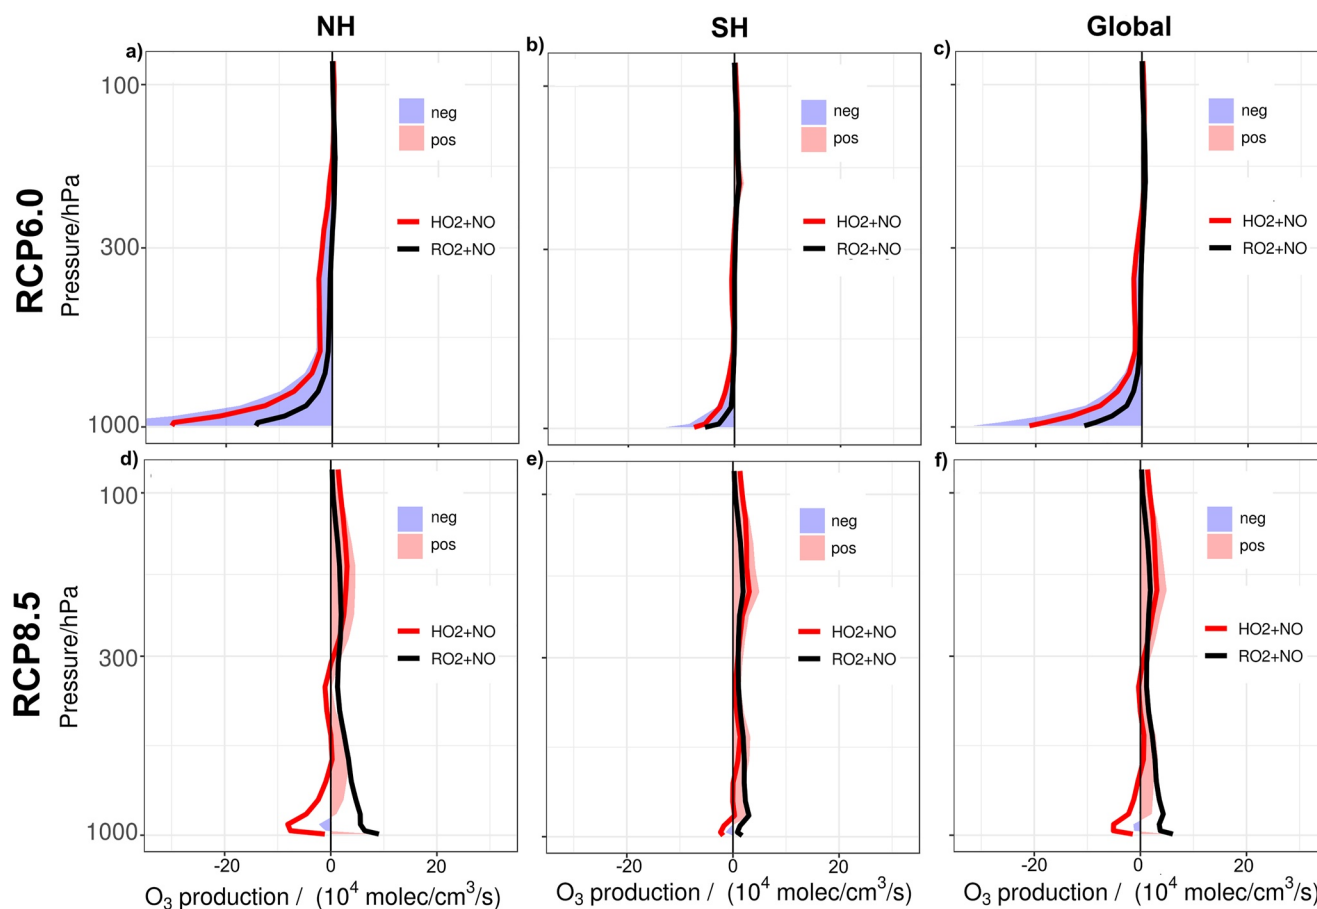 NH SH Global
a) b) c)
100 neg neg neg
pos pos pos
RCP6.0
Pressure/hPa
HO2+NO HO2+NO HO2+NO
300 RO2+NO RO2+NO RO2+NO
1000
d) e) f)
100 neg neg neg
pos pos pos
RCP8.5
Pressure/hPa
HO2+NO HO2+NO HO2+NO
300 RO2+NO RO2+NO RO2+NO
1000
-20 0 20 -20 0 20 -20 0 20
O₃ production / (10⁴ molec/cm³/s) O₃ production / (10⁴ molec/cm³/s) O₃ production / (10⁴ molec/cm³/s)